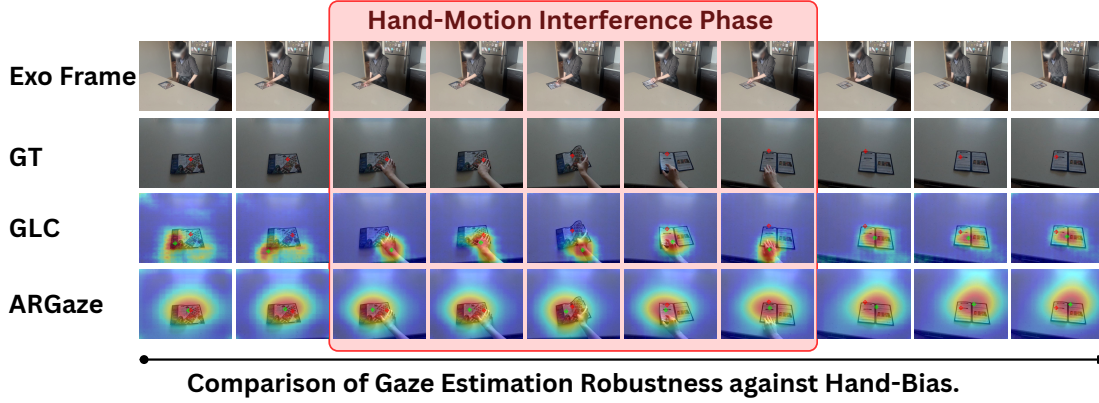 Hand-Motion Interference Phase
Exo Frame
GT
GLC
ARGaze
Comparison of Gaze Estimation Robustness against Hand-Bias.